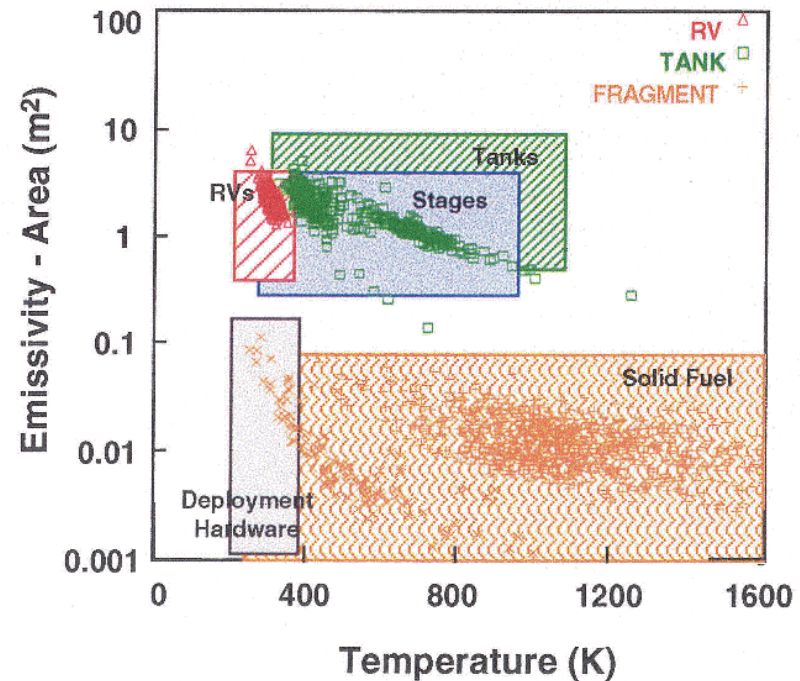 100
10
1
0.1
0.01
0.001
Emissivity - Area (m²)
RV
TANK
FRAGMENT
Tanks
RVs
Stages
Solid Fuel
Deployment
Hardware
0 400 800 1200 1600
Temperature (K)